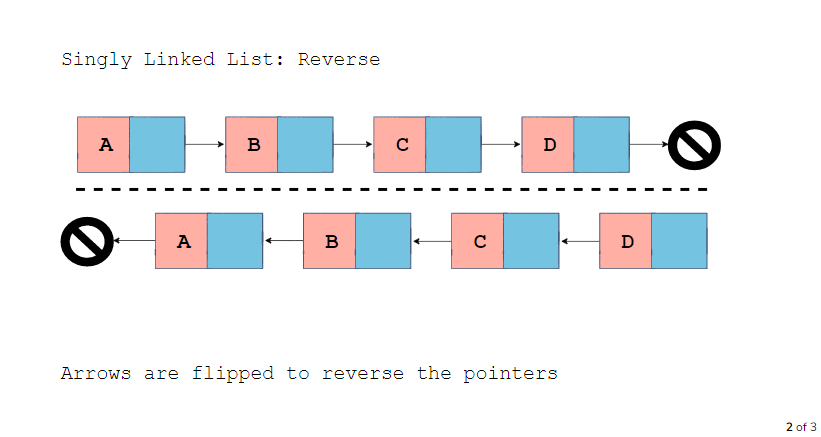 Singly Linked List: Reverse
A B C D
A B C D
Arrows are flipped to reverse the pointers
2 of 3